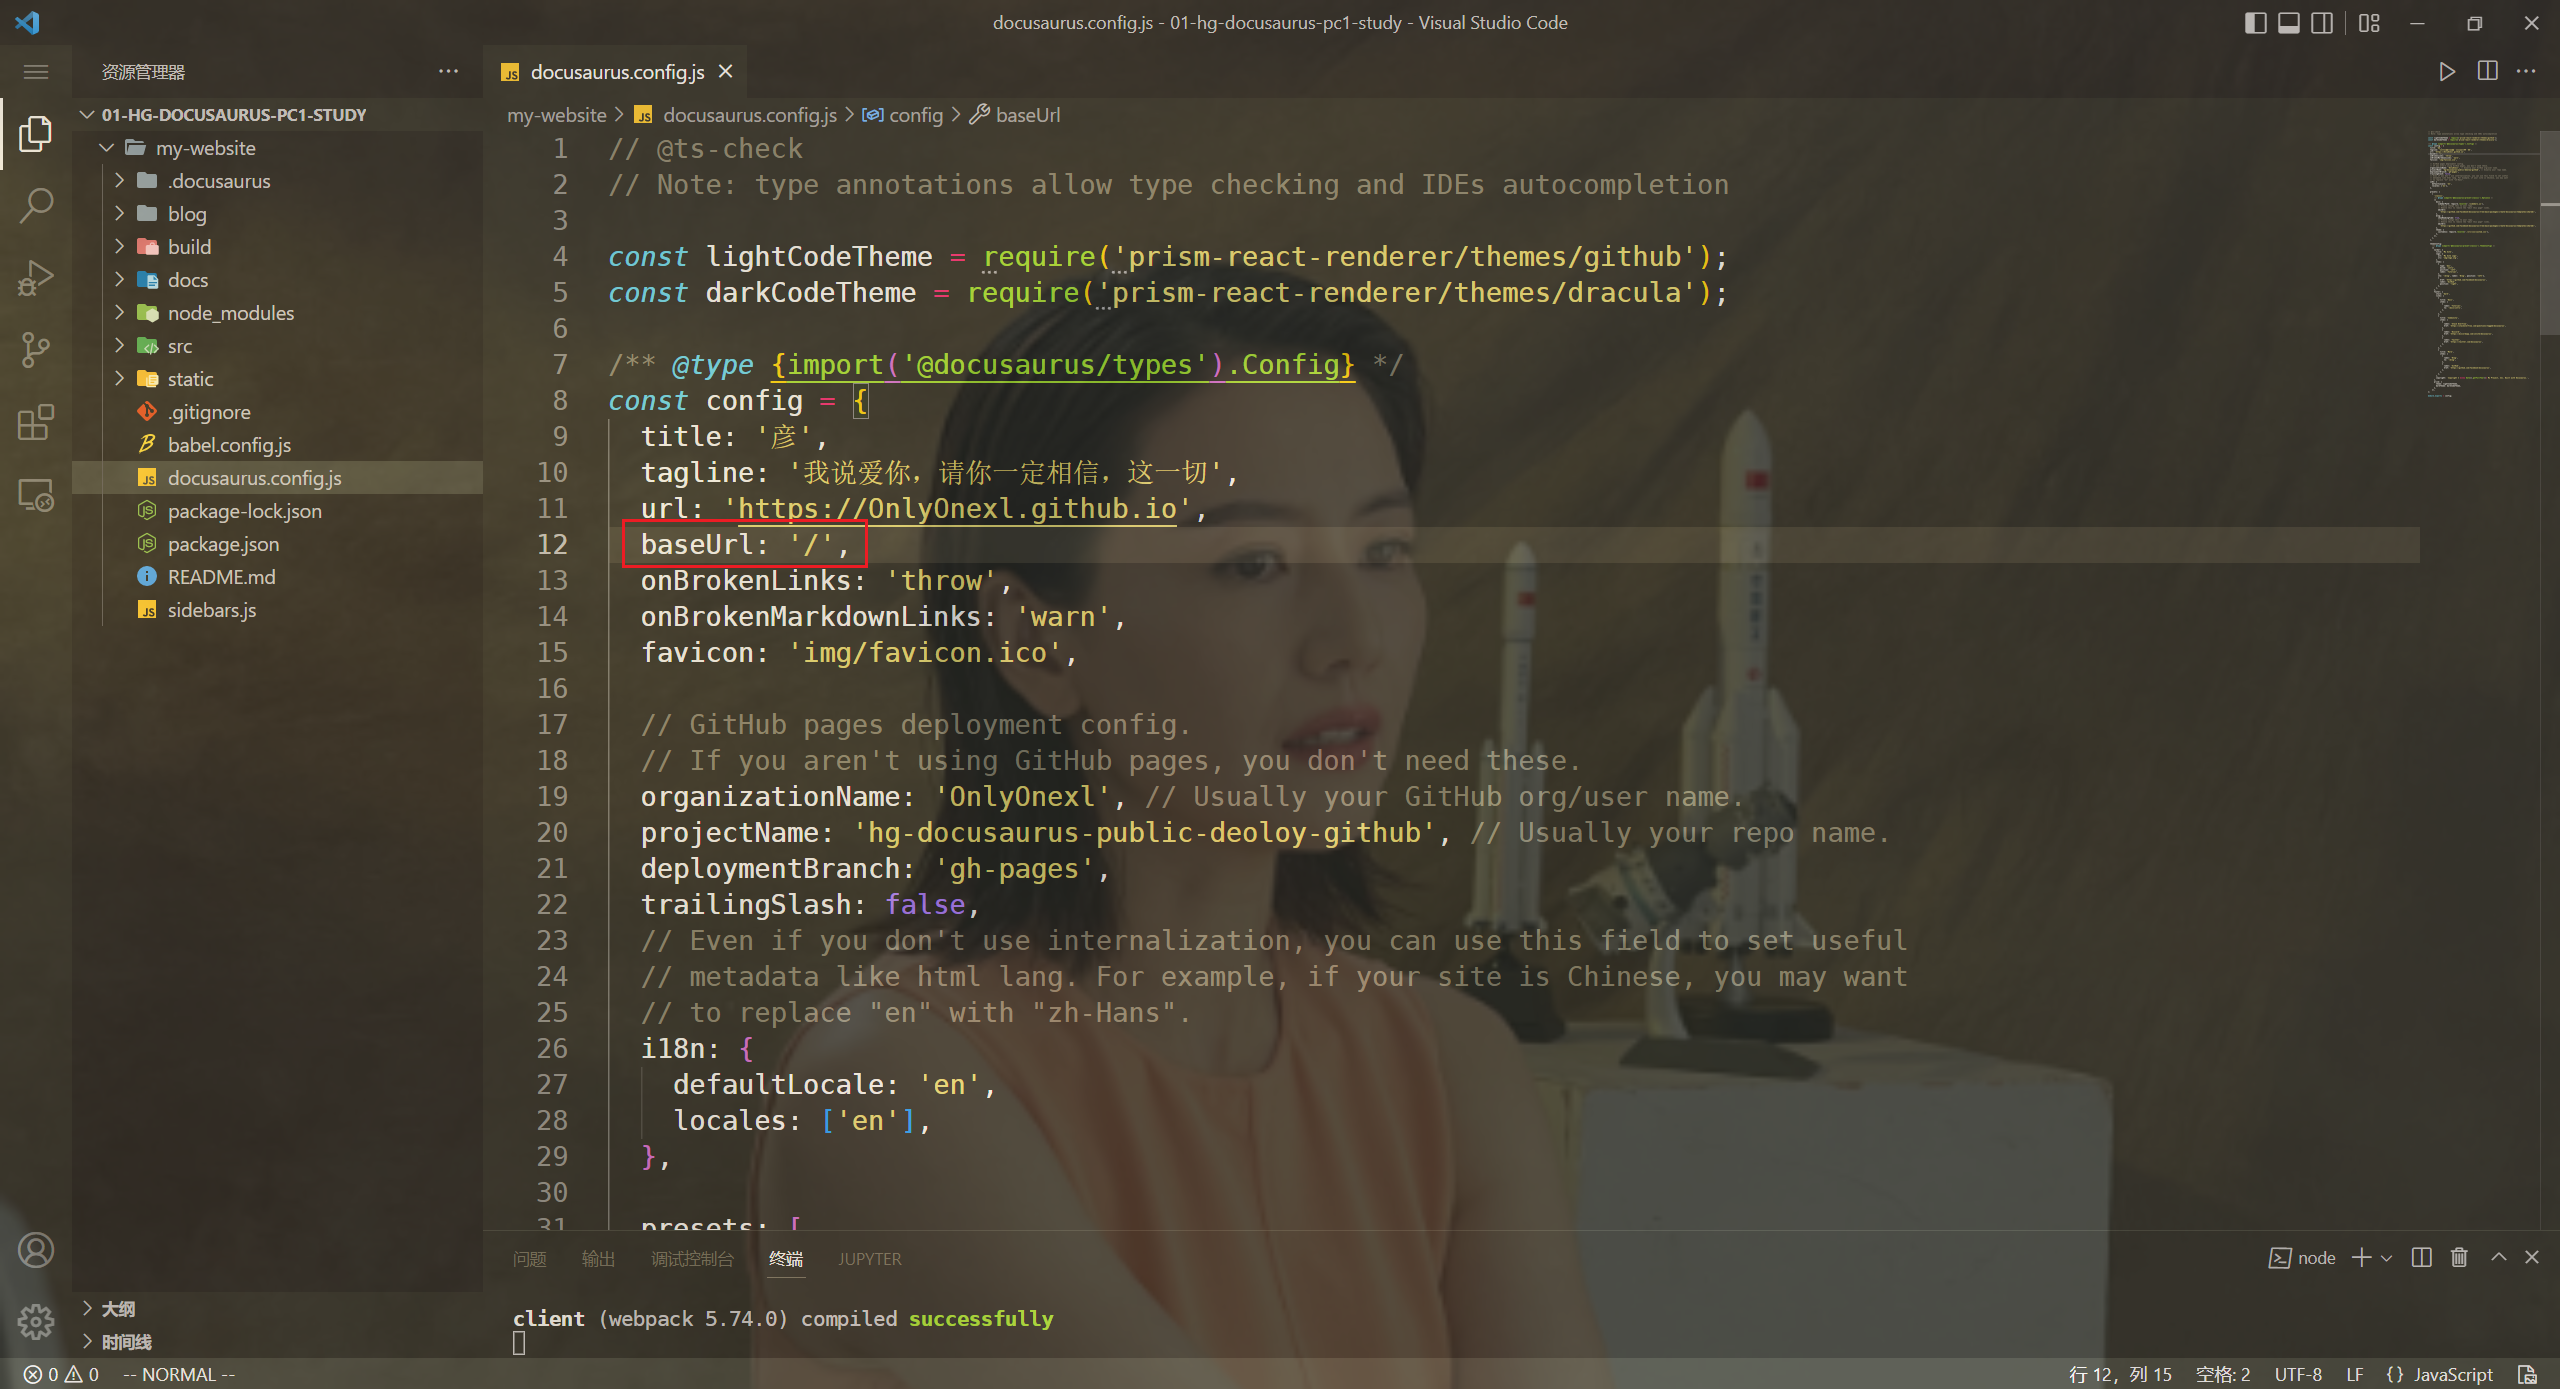 docusaurus.config.js - 01-hg-docusaurus-pc1-study - Visual Studio Code
资源管理器
01-HG-DOCUSAURUS-PC1-STUDY
my-website
.docusaurus
blog
build
docs
node_modules
src
static
.gitignore
babel.config.js
docusaurus.config.js
package-lock.json
package.json
README.md
sidebars.js
大纲
时间线
docusaurus.config.js
my-website > docusaurus.config.js > config > baseUrl
1 // @ts-check
2 // Note: type annotations allow type checking and IDEs autocompletion
3
4 const lightCodeTheme = require('prism-react-renderer/themes/github');
5 const darkCodeTheme = require('prism-react-renderer/themes/dracula');
6
7 /** @type {import('@docusaurus/types').Config} */
8 const config = {
9 title: '彦',
10 tagline: '我说爱你，请你一定相信，这一切',
11 url: 'https://OnlyOnexl.github.io',
12 baseUrl: '/',
13 onBrokenLinks: 'throw',
14 onBrokenMarkdownLinks: 'warn',
15 favicon: 'img/favicon.ico',
16
17 // GitHub pages deployment config.
18 // If you aren't using GitHub pages, you don't need these.
19 organizationName: 'OnlyOnexl', // Usually your GitHub org/user name.
20 projectName: 'hg-docusaurus-public-deoloy-github', // Usually your repo name.
21 deploymentBranch: 'gh-pages',
22 trailingSlash: false,
23 // Even if you don't use internalization, you can use this field to set useful
24 // metadata like html lang. For example, if your site is Chinese, you may want
25 // to replace "en" with "zh-Hans".
26 i18n: {
27 defaultLocale: 'en',
28 locales: ['en'],
29 },
30
31 presets: [
问题 输出 调试控制台 终端 JUPYTER
node
client (webpack 5.74.0) compiled successfully
0 0 -- NORMAL --
行 12，列 15 空格: 2 UTF-8 LF {} JavaScript